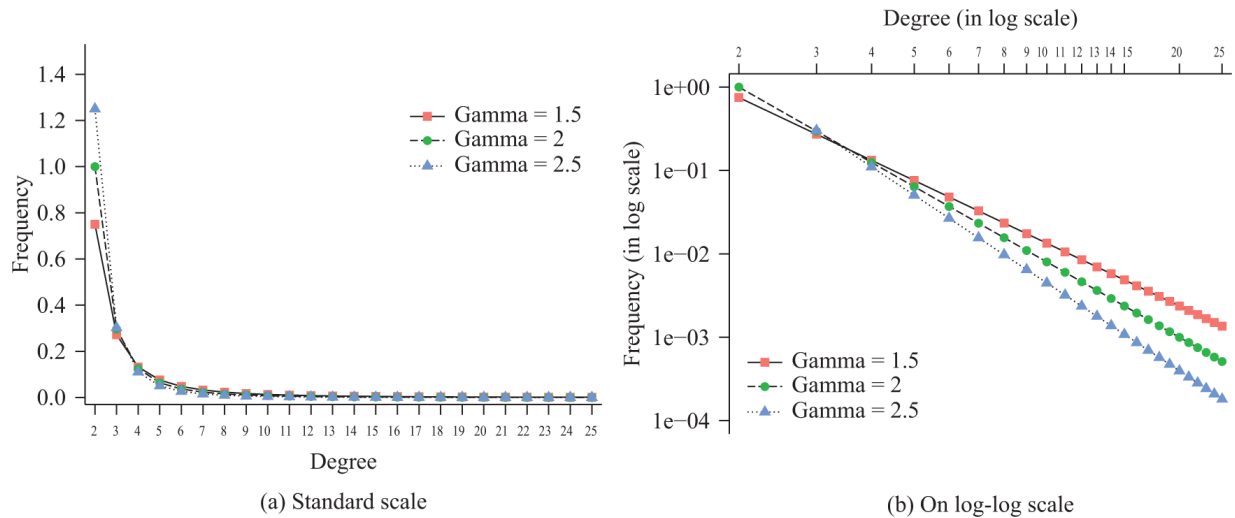 1.4
1.2
1.0
0.8
0.6
0.4
0.2
0.0
Frequency
Gamma = 1.5
Gamma = 2
Gamma = 2.5
2 3 4 5 6 7 8 9 10 11 12 13 14 15 16 17 18 19 20 21 22 23 24 25
Degree
(a) Standard scale
Degree (in log scale)
2 3 4 5 6 7 8 9 10 11 12 13 14 15 20 25
1e+00
1e−01
1e−02
1e−03
1e−04
Frequency (in log scale)
Gamma = 1.5
Gamma = 2
Gamma = 2.5
(b) On log-log scale